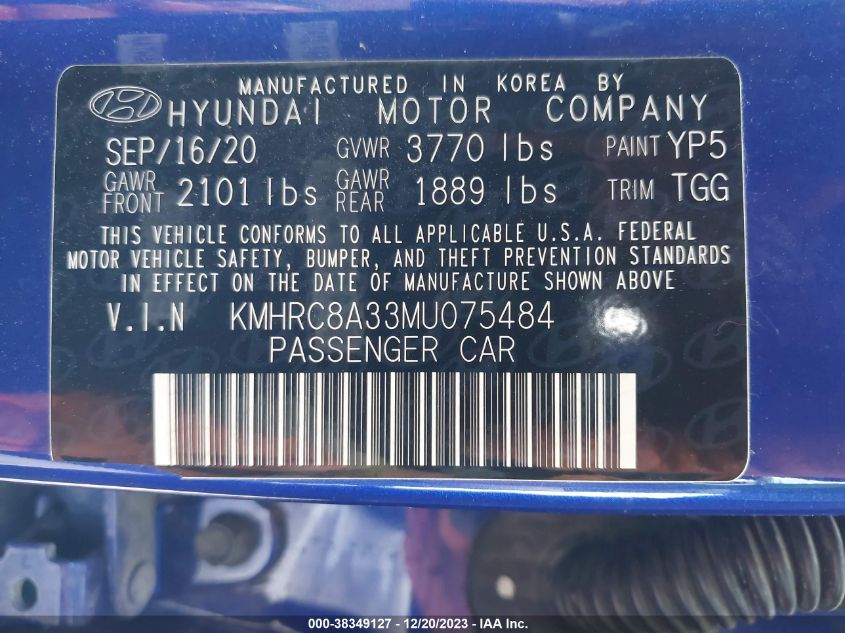 MANUFACTURED IN KOREA BY
HYUNDAI MOTOR COMPANY
SEP/16/20 GVWR 3770 lbs PAINT YP5
GAWR FRONT 2101 lbs GAWR REAR 1889 lbs TRIM TGG
THIS VEHICLE CONFORMS TO ALL APPLICABLE U.S.A. FEDERAL
MOTOR VEHICLE SAFETY, BUMPER, AND THEFT PREVENTION STANDARDS
IN EFFECT ON THE DATE OF MANUFACTURE SHOWN ABOVE
V.I.N KMHRC8A33MU075484
PASSENGER CAR
000-38349127 - 12/20/2023 - IAA Inc.